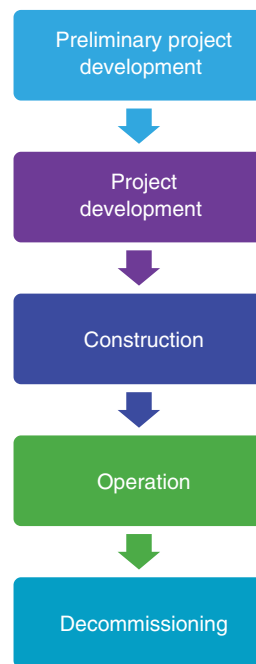 Preliminary project
development
Project
development
Construction
Operation
Decommissioning